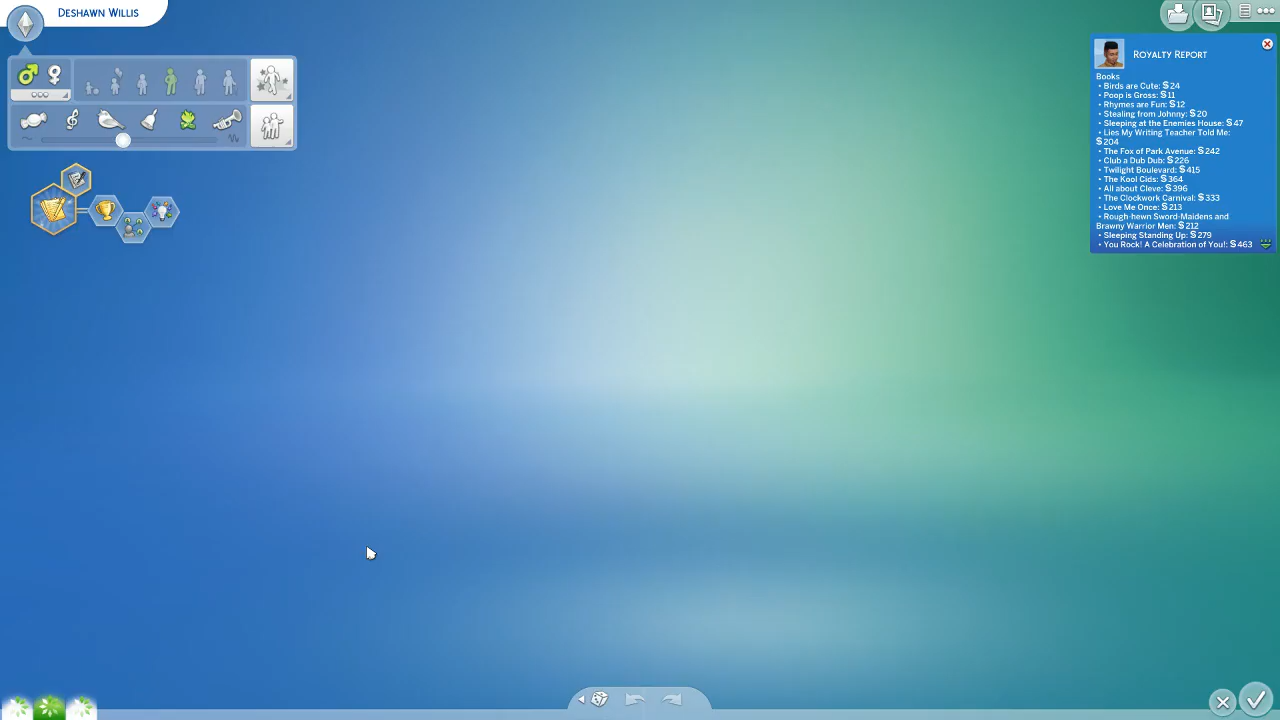 DESHAWN WILLIS
ROYALTY REPORT
Books
• Birds are Cute: §24
• Poop is Gross: §11
• Rhymes are Fun: §12
• Stealing from Johnny: §20
• Sleeping at the Enemies House: §47
• Lies My Writing Teacher Told Me:
§204
• The Fox of Park Avenue: §242
• Club a Dub Dub: §226
• Twilight Boulevard: §415
• The Kool Cids: §364
• All about Cleve: §396
• The Clockwork Carnival: §333
• Love Me Once: §213
• Rough-hewn Sword-Maidens and
Brawny Warrior Men: §212
• Sleeping Standing Up: §279
• You Rock! A Celebration of You!: §463